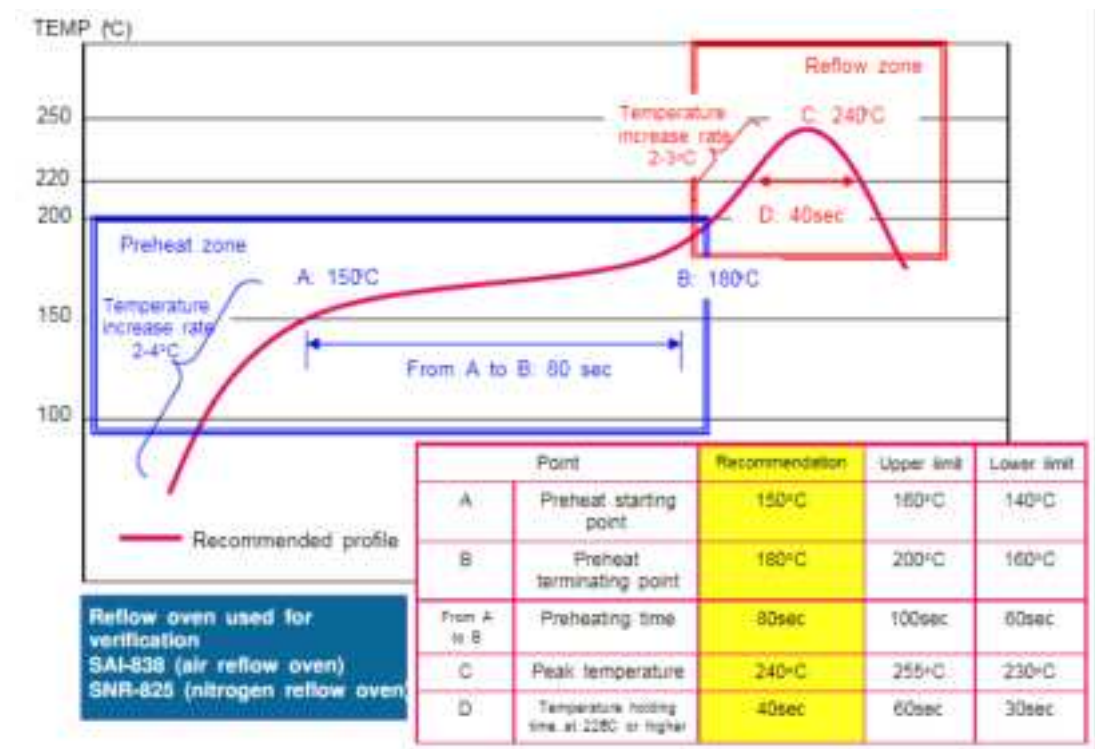 TEMP (°C)
250
220
200
150
100
Reflow zone
Temperature
increase rate
2-3°C
C: 240°C
D: 40sec
Preheat zone
A: 150°C
B: 180°C
Temperature
increase rate
2-4°C
From A to B: 80 sec
Recommended profile
Reflow oven used for
verification
SAI-838 (air reflow oven)
SNR-825 (nitrogen reflow oven)
Point Recommendation Upper limit Lower limit
A Preheat starting point 150°C 160°C 140°C
B Preheat terminating point 180°C 200°C 160°C
From A to B Preheating time 80sec 100sec 60sec
C Peak temperature 240°C 255°C 230°C
D Temperature holding time at or higher 40sec 60sec 30sec